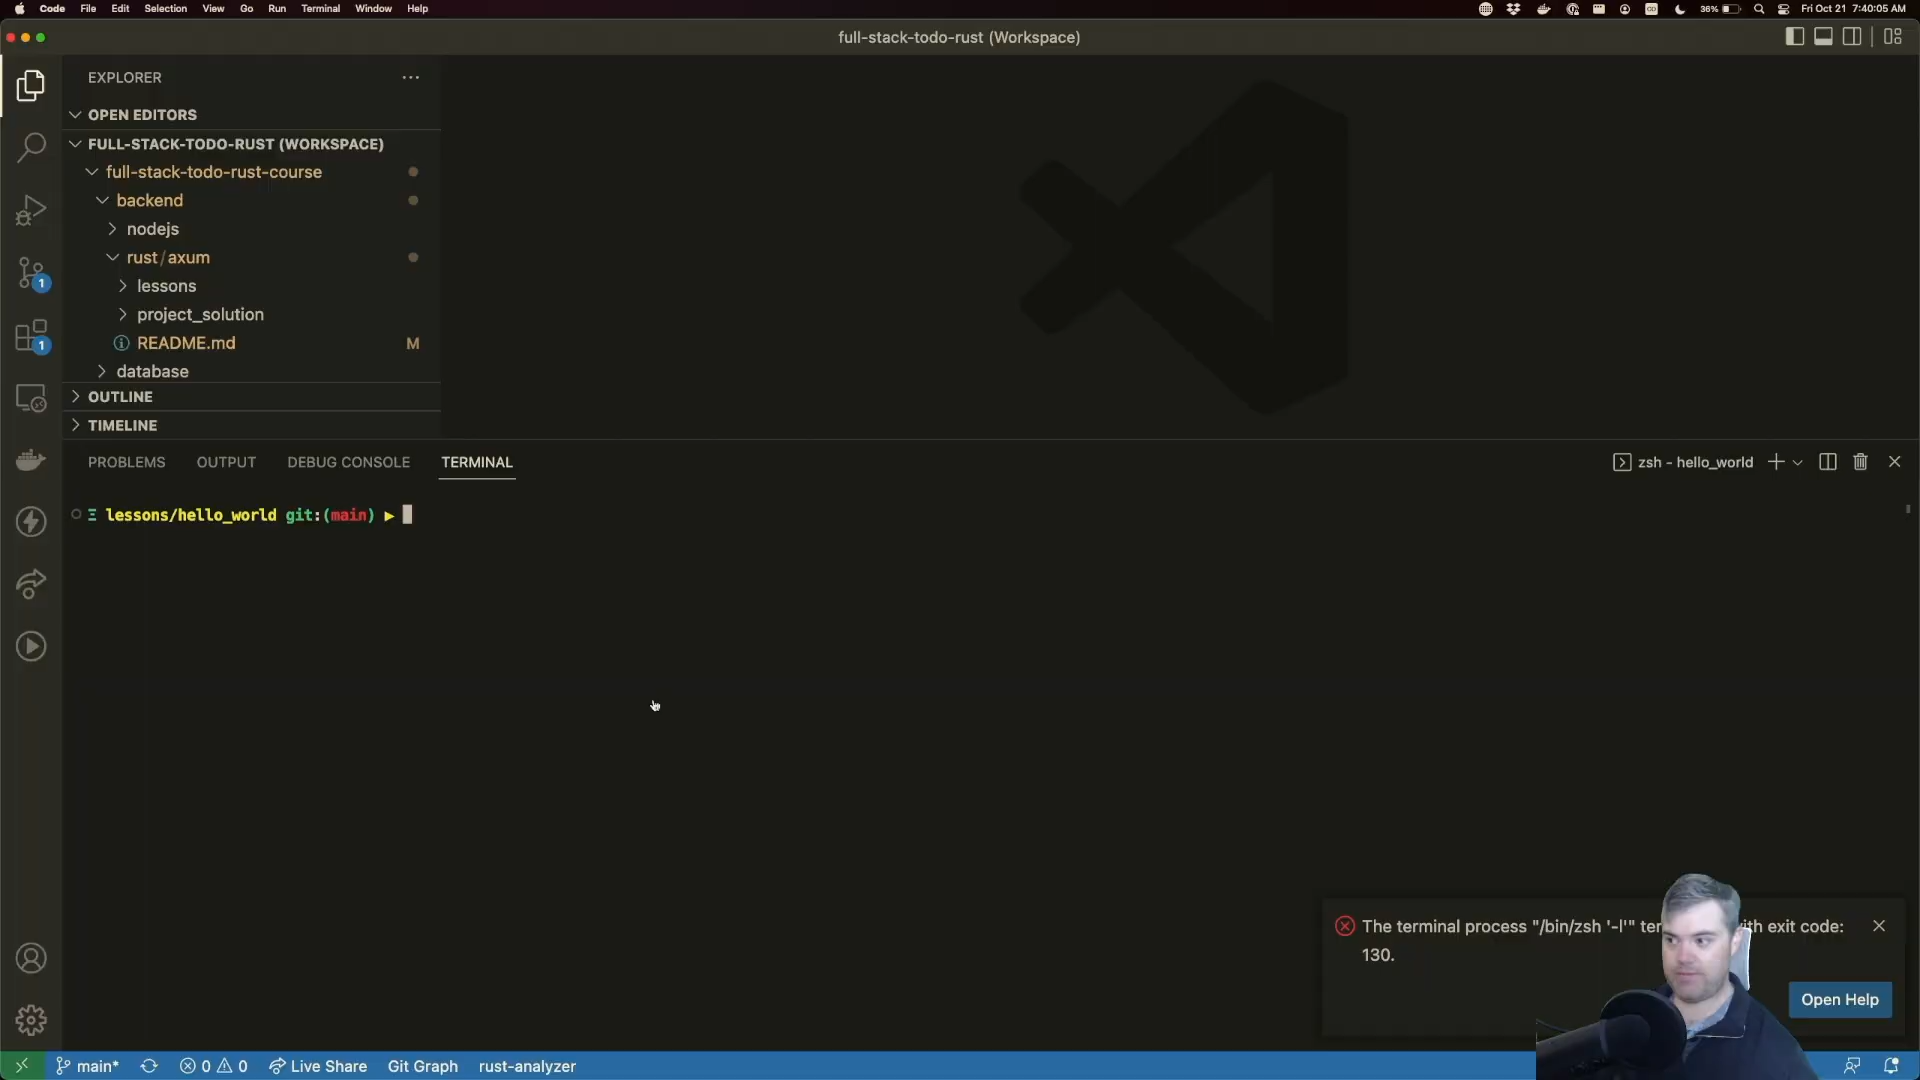 Code File Edit Selection View Go Run Terminal Window Help 36% Fri Oct 21 7:40:05 AM
full-stack-todo-rust (Workspace)
EXPLORER
OPEN EDITORS
FULL-STACK-TODO-RUST (WORKSPACE)
full-stack-todo-rust-course
backend
nodejs
rust/axum
lessons
project_solution
README.md M
database
OUTLINE
TIMELINE
1
1
PROBLEMS OUTPUT DEBUG CONSOLE TERMINAL zsh - hello_world
lessons/hello_world git:(main) ▶
The terminal process "/bin/zsh '-l'" exit code:
130.
Open Help
main* 0 0 Live Share Git Graph rust-analyzer